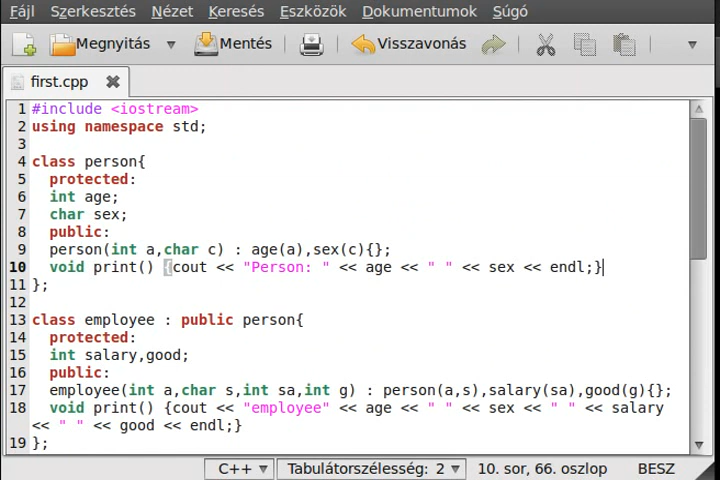 Fájl Szerkesztés Nézet Keresés Eszközök Dokumentumok Súgó
Megnyitás Mentés Visszavonás
first.cpp
1 #include <iostream>
2 using namespace std;
3
4 class person{
5 protected:
6 int age;
7 char sex;
8 public:
9 person(int a,char c) : age(a),sex(c){};
10 void print() {cout << "Person: " << age << " " << sex << endl;}
11 };
12
13 class employee : public person{
14 protected:
15 int salary,good;
16 public:
17 employee(int a,char s,int sa,int g) : person(a,s),salary(sa),good(g){};
18 void print() {cout << "employee" << age << " " << sex << " " << salary
<< " " << good << endl;}
19 };
C++ Tabulátorszélesség: 2 10. sor, 66. oszlop BESZ